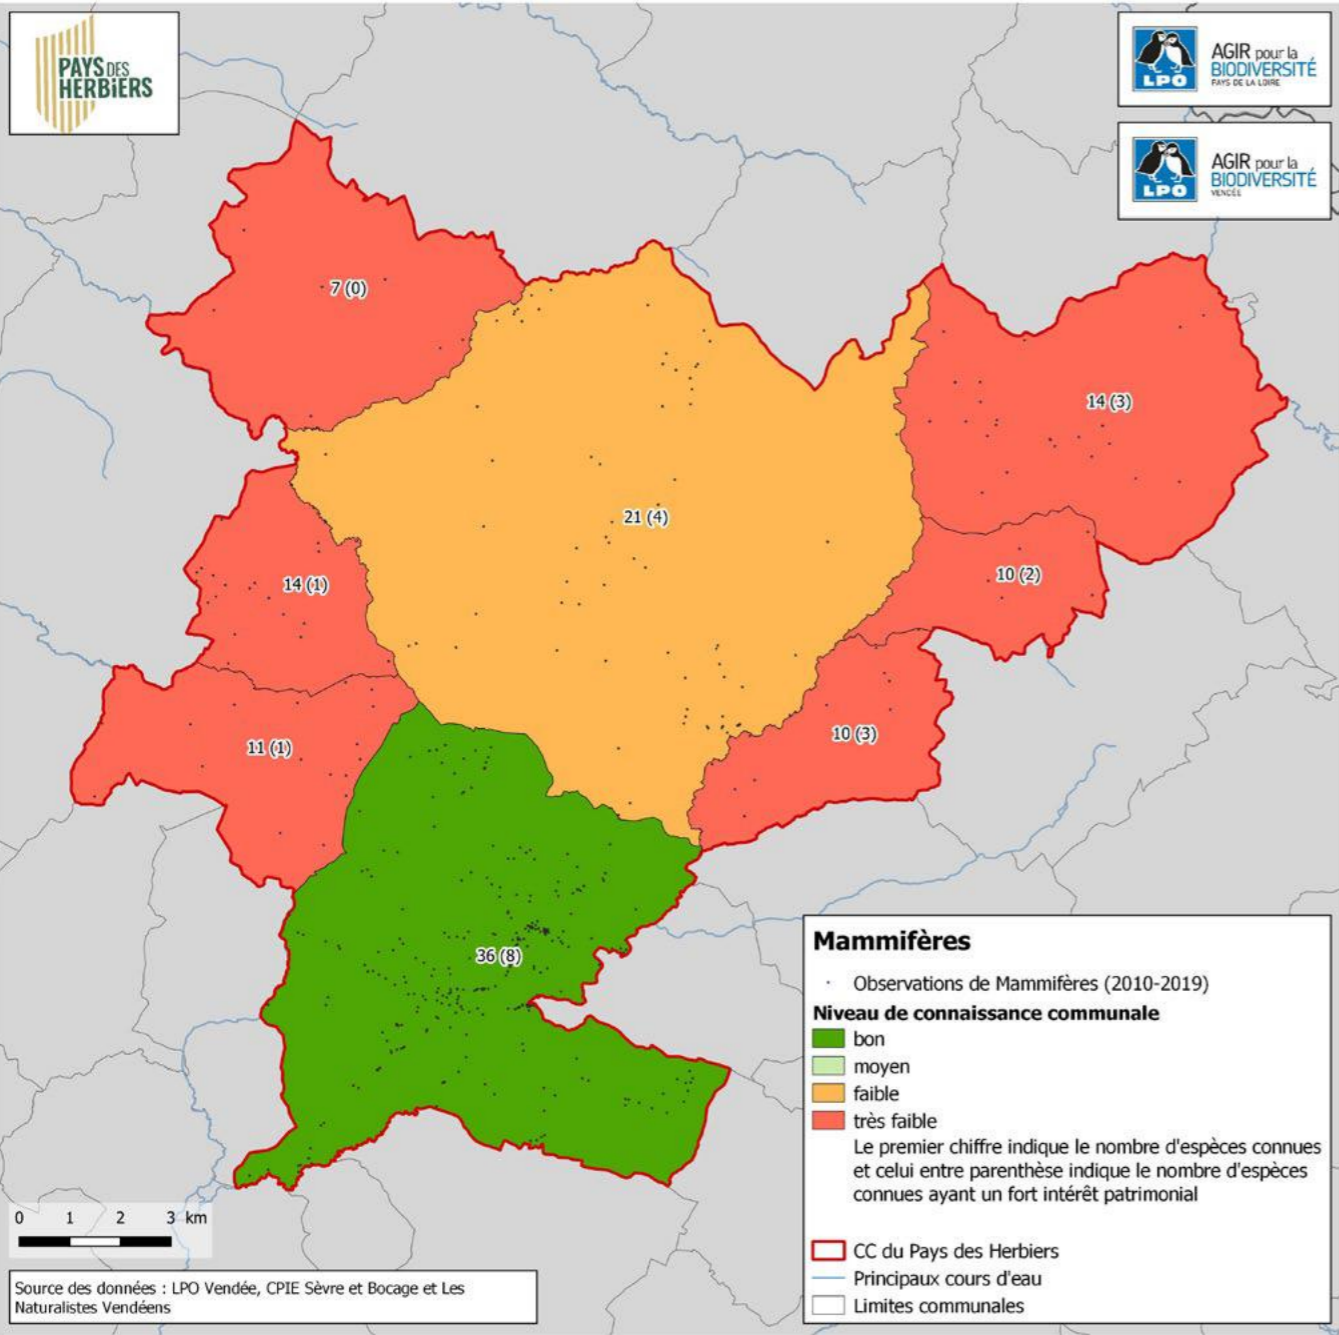 PAYS DES
HERBIERS
LPO
AGIR pour la
BIODIVERSITÉ
PAYS DE LA LOIRE
LPO
AGIR pour la
BIODIVERSITÉ
VENDÉE
7 (0)
14 (3)
21 (4)
14 (1)
10 (2)
11 (1)
10 (3)
36 (8)
Mammifères
Observations de Mammifères (2010-2019)
Niveau de connaissance communale
bon
moyen
faible
très faible
Le premier chiffre indique le nombre d'espèces connues
et celui entre parenthèse indique le nombre d'espèces
connues ayant un fort intérêt patrimonial
CC du Pays des Herbiers
Principaux cours d'eau
Limites communales
0 1 2 3 km
Source des données : LPO Vendée, CPIE Sèvre et Bocage et Les
Naturalistes Vendéens